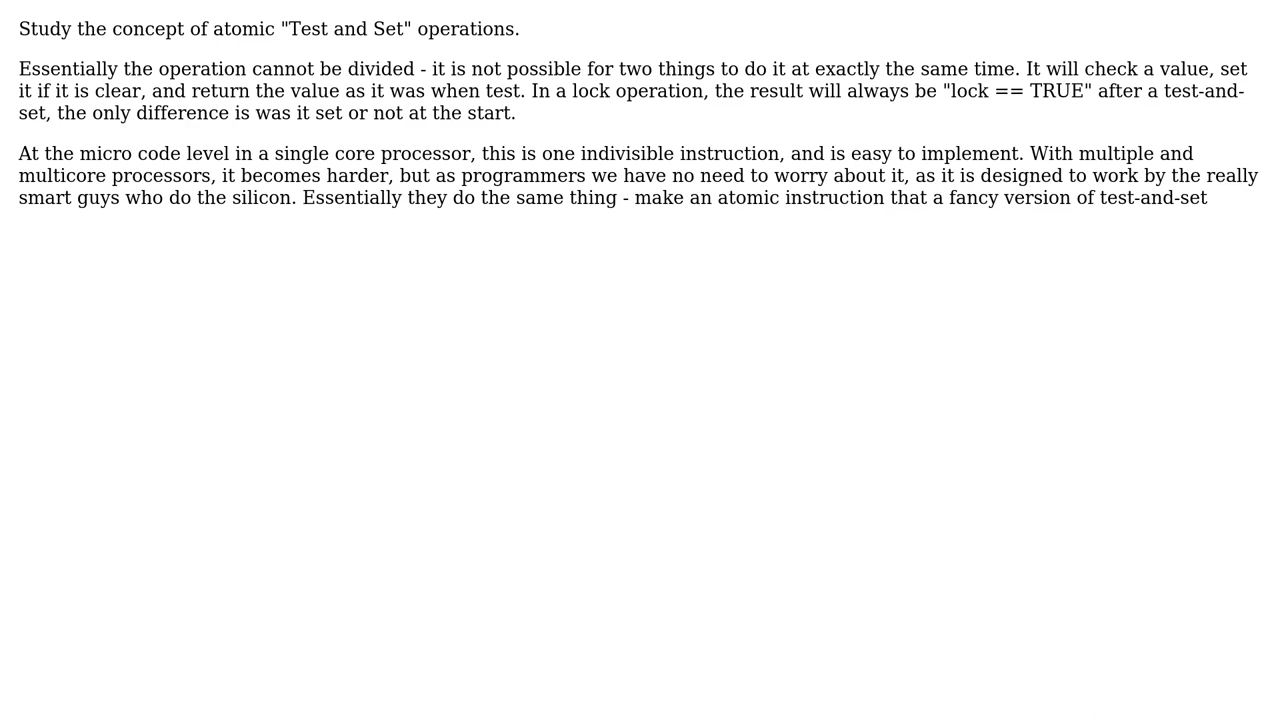 Study the concept of atomic "Test and Set" operations.
Essentially the operation cannot be divided - it is not possible for two things to do it at exactly the same time. It will check a value, set
it if it is clear, and return the value as it was when test. In a lock operation, the result will always be "lock == TRUE" after a test-and-
set, the only difference is was it set or not at the start.
At the micro code level in a single core processor, this is one indivisible instruction, and is easy to implement. With multiple and
multicore processors, it becomes harder, but as programmers we have no need to worry about it, as it is designed to work by the really
smart guys who do the silicon. Essentially they do the same thing - make an atomic instruction that a fancy version of test-and-set